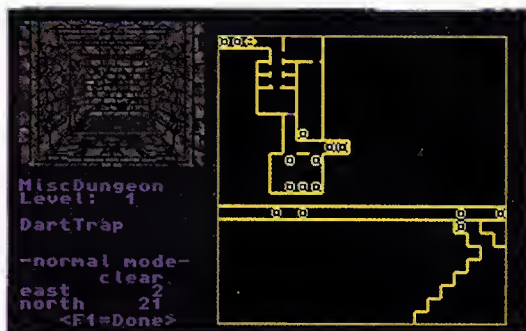 MiscDungeon
Level: 1
DartTrap
-normal mode-
clear
east 2
north 21
<F1=Done>